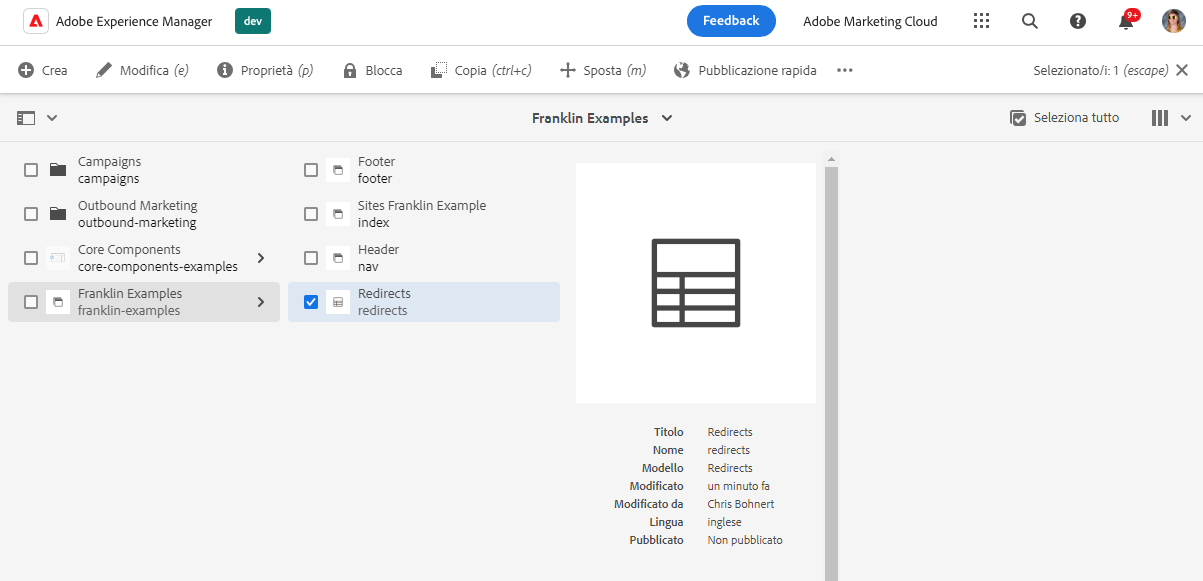 Adobe Experience Manager
dev
Feedback
Adobe Marketing Cloud
9+
Crea
Modifica (e)
Proprietà (p)
Blocca
Copia (ctrl+c)
Sposta (m)
Pubblicazione rapida
Selezionato/i: 1 (escape)
Franklin Examples
Seleziona tutto
Campaigns
campaigns
Outbound Marketing
outbound-marketing
Core Components
core-components-examples
Franklin Examples
franklin-examples
Footer
footer
Sites Franklin Example
index
Header
nav
Redirects
redirects
Titolo Redirects
Nome redirects
Modello Redirects
Modificato un minuto fa
Modificato da Chris Bohnert
Lingua inglese
Pubblicato Non pubblicato